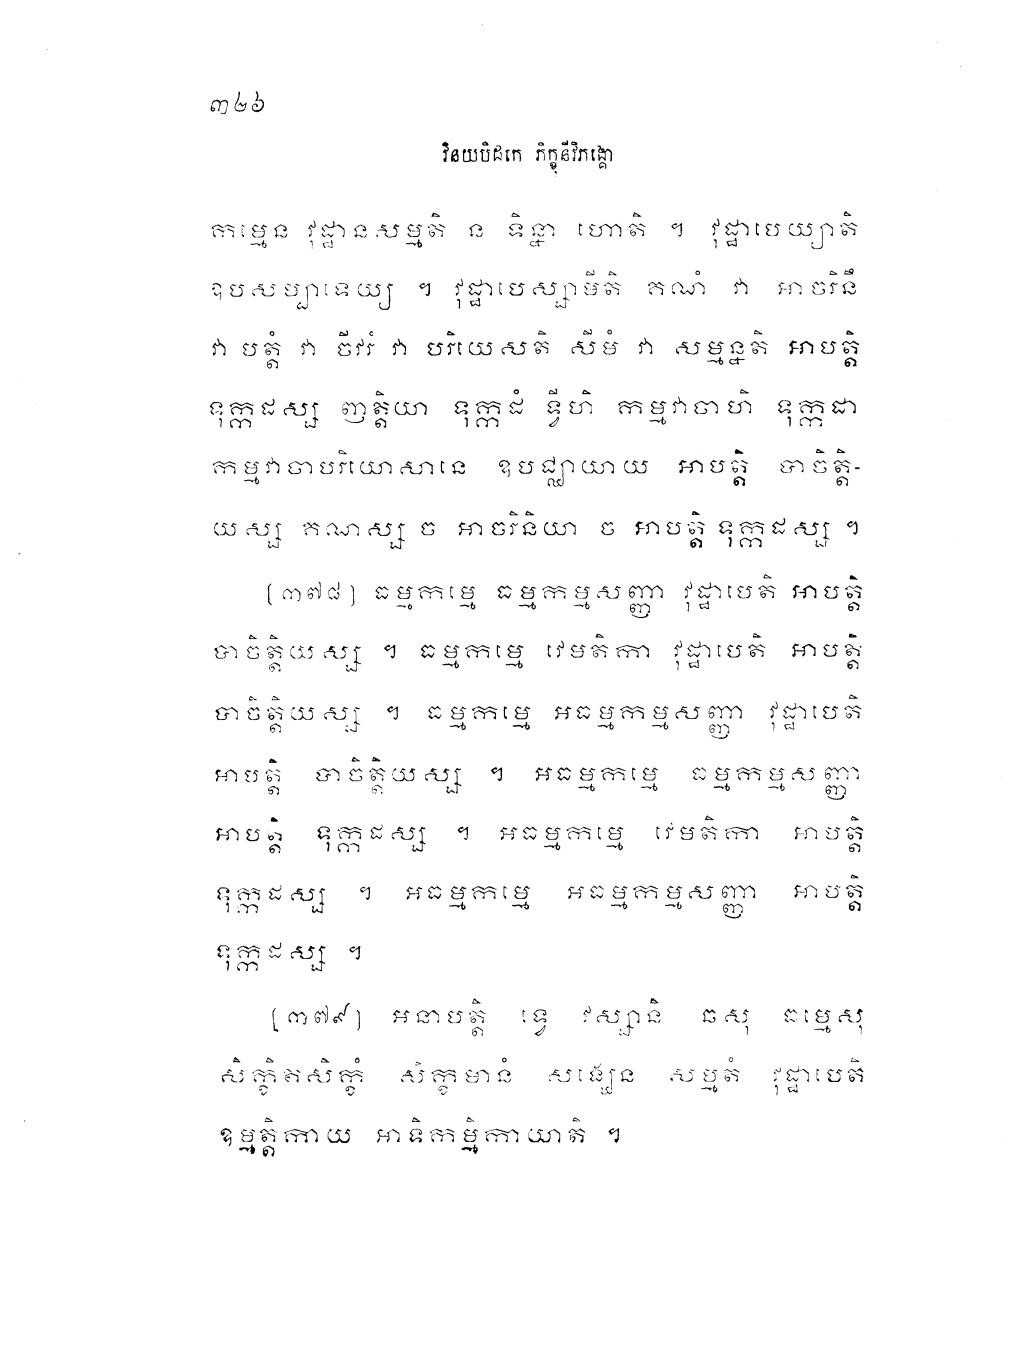 ៣២៦
វិនយបិដកេ ភិក្ខុនីវិភង្គោ
កម្មេន វុដ្ឋានសម្មតិ ន ទិន្នា ហោតិ ។ វុដ្ឋាបេយ្យាតិ
ឧបសម្បាទេយ្យ ។ វុដ្ឋាបេស្សាមីតិ គណំ វា អាចរិនឹ
វា បត្តំ វា ចីវរំ វា បរិយេសតិ សីមំ វា សម្មន្នតិ អាបត្តិ
ទុក្កដស្ស ញត្តិយា ទុក្កដំ ទ្វីហិ កម្មវាចាហិ ទុក្កដា
កម្មវាចាបរិយោសានេ ឧបជ្ឈាយាយ អាបត្តិ បាចិត្តិ-
យស្ស គណស្ស ច អាចរិនិយា ច អាបត្តិ ទុក្កដស្ស ។
[៣៧៨] ធម្មកម្មេ ធម្មកម្មសញ្ញា វុដ្ឋាបេតិ អាបត្តិ
បាចិត្តិយស្ស ។ ធម្មកម្មេ វេមតិកា វុដ្ឋាបេតិ អាបត្តិ
បាចិត្តិយស្ស ។ ធម្មកម្មេ អធម្មកម្មសញ្ញា វុដ្ឋាបេតិ
អាបត្តិ បាចិត្តិយស្ស ។ អធម្មកម្មេ ធម្មកម្មសញ្ញា
អាបត្តិ ទុក្កដស្ស ។ អធម្មកម្មេ វេមតិកា អាបត្តិ
ទុក្កដស្ស ។ អធម្មកម្មេ អធម្មកម្មសញ្ញា អាបត្តិ
ទុក្កដស្ស ។
[៣៧៩] អនាបត្តិ ទ្វេ វស្សានិ ឆសុ ធម្មេសុ
សិក្ខិតសិក្ខំ សិក្ខមានំ សង្ឃេន សម្មតំ វុដ្ឋាបេតិ
ឧម្មត្តិកាយ អាទិកម្មិកាយាតិ ។